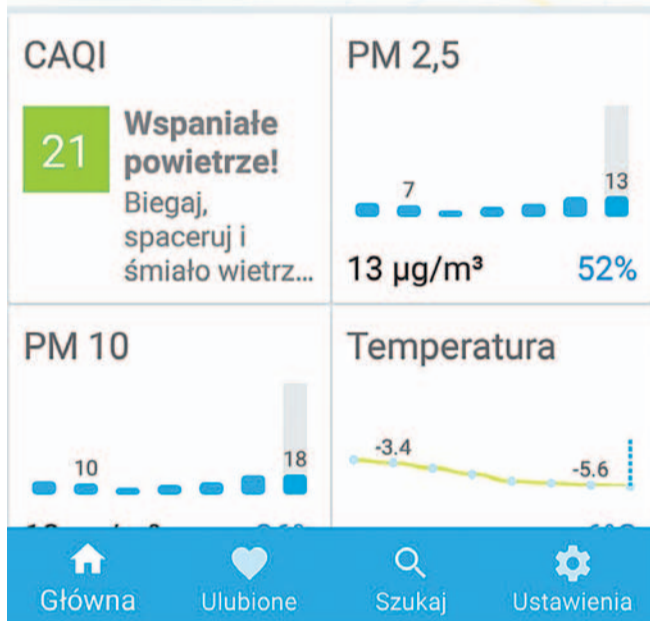 CAQI
21
Wspaniałe
powietrze!
Biegaj,
spaceruj i
śmiało wietrz...
PM 2,5
7
13
13 µg/m³
52%
PM 10
10
18
Temperatura
-3.4
-5.6
Główna
Ulubione
Szukaj
Ustawienia